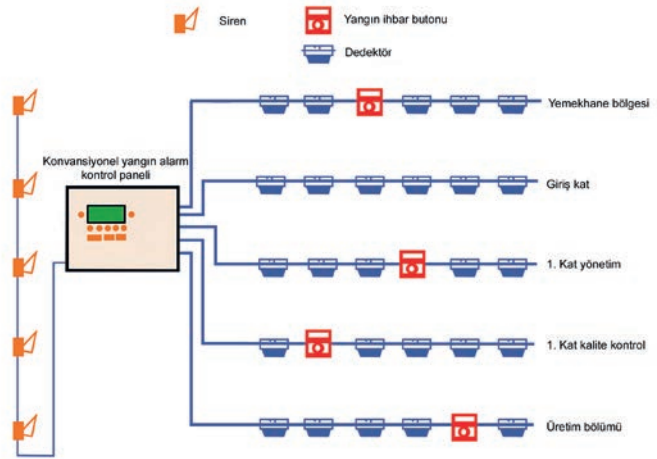 Siren
Yangın ihbar butonu
Dedektör
Yemekhane bölgesi
Konvansiyonel yangın alarm
kontrol paneli
Giriş kat
1. Kat yönetim
1. Kat kalite kontrol
Üretim bölümü